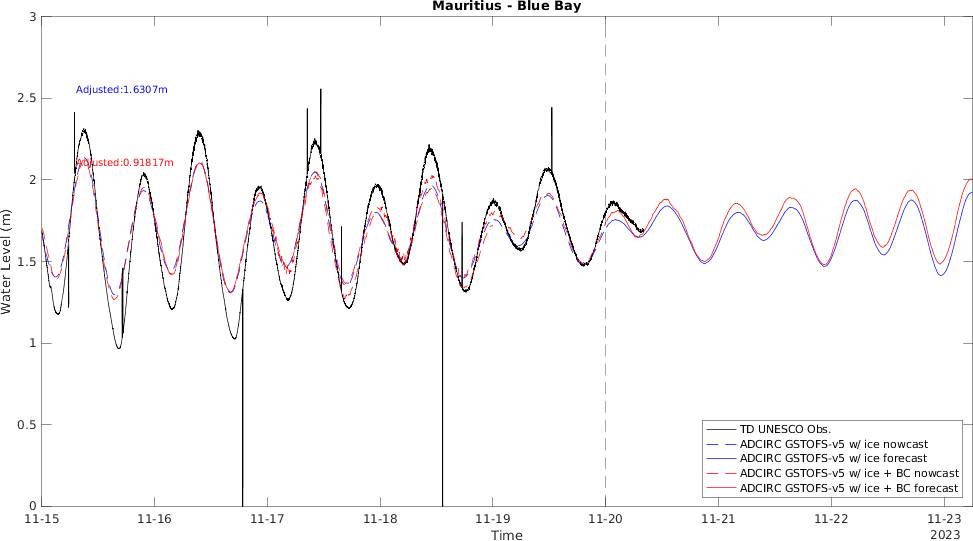 Mauritius - Blue Bay
3
2.5
2
1.5
1
0.5
0
Water Level (m)
Adjusted:1.6307m
Adjusted:0.91817m
TD UNESCO Obs.
ADCIRC GSTOFS-v5 w/ ice nowcast
ADCIRC GSTOFS-v5 w/ ice forecast
ADCIRC GSTOFS-v5 w/ ice + BC nowcast
ADCIRC GSTOFS-v5 w/ ice + BC forecast
11-15 11-16 11-17 11-18 11-19 11-20 11-21 11-22 11-23
Time
2023